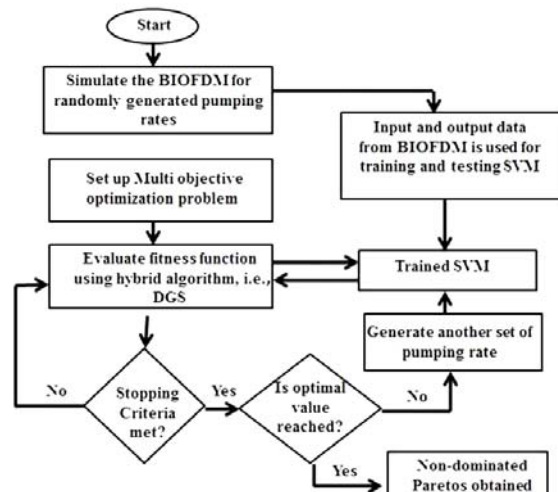 Start
Simulate the BIOFDM for
randomly generated pumping
rates
Input and output data
from BIOFDM is used for
training and testing SVM
Set up Multi objective
optimization problem
Evaluate fitness function
using hybrid algorithm, i.e.,
DGS
Trained SVM
Generate another set of
pumping rate
No
Stopping
Criteria
met?
Yes
Is optimal
value
reached?
No
Yes
Non-dominated
Paretos obtained